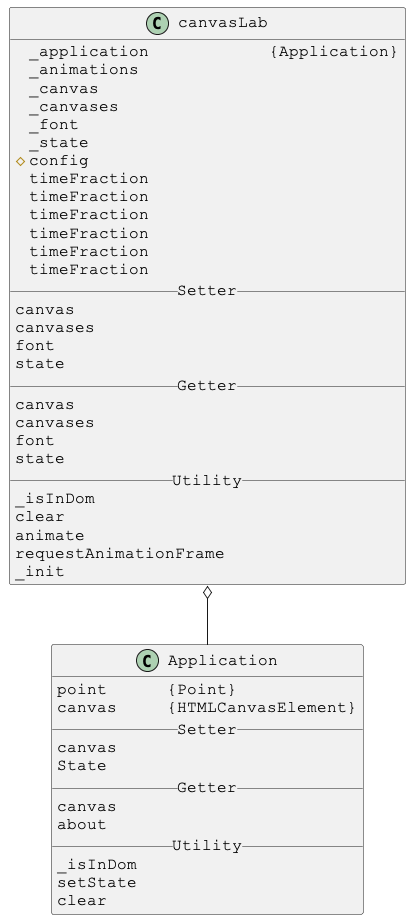 C canvasLab
_application {Application}
_animations
_canvas
_canvases
_font
_state
config
timeFraction
timeFraction
timeFraction
timeFraction
timeFraction
timeFraction
Setter
canvas
canvases
font
state
Getter
canvas
canvases
font
state
Utility
_isInDom
clear
animate
requestAnimationFrame
_init
C Application
point {Point}
canvas {HTMLCanvasElement}
Setter
canvas
State
Getter
canvas
about
Utility
_isInDom
setState
clear